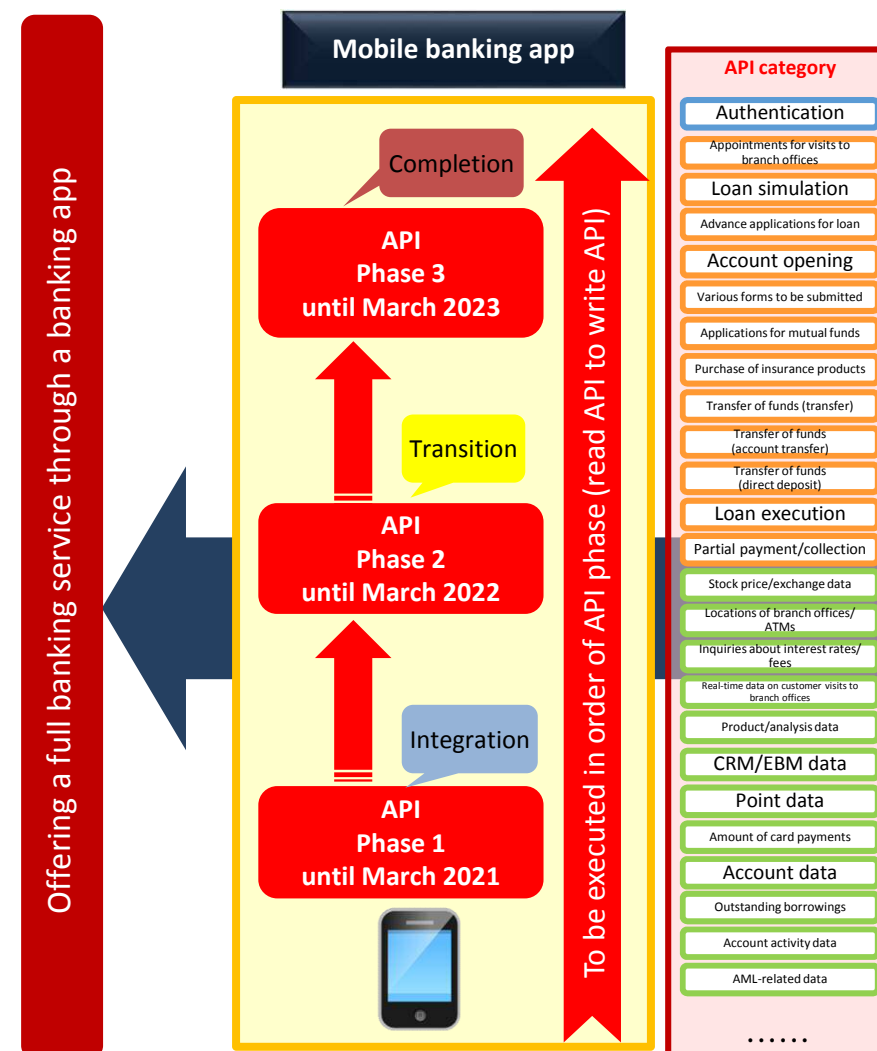 Offering a full banking service through a banking app
Mobile banking app
Completion
API
Phase 3
until March 2023
Transition
API
Phase 2
until March 2022
Integration
API
Phase 1
until March 2021
To be executed in order of API phase (read API to write API)
API category
Authentication
Appointments for visits to
branch offices
Loan simulation
Advance applications for loan
Account opening
Various forms to be submitted
Applications for mutual funds
Purchase of insurance products
Transfer of funds (transfer)
Transfer of funds
(account transfer)
Transfer of funds
(direct deposit)
Loan execution
Partial payment/collection
Stock price/exchange data
Locations of branch offices/
ATMs
Inquiries about interest rates/
fees
Real-time data on customer visits to
branch offices
Product/analysis data
CRM/EBM data
Point data
Amount of card payments
Account data
Outstanding borrowings
Account activity data
AML-related data
......